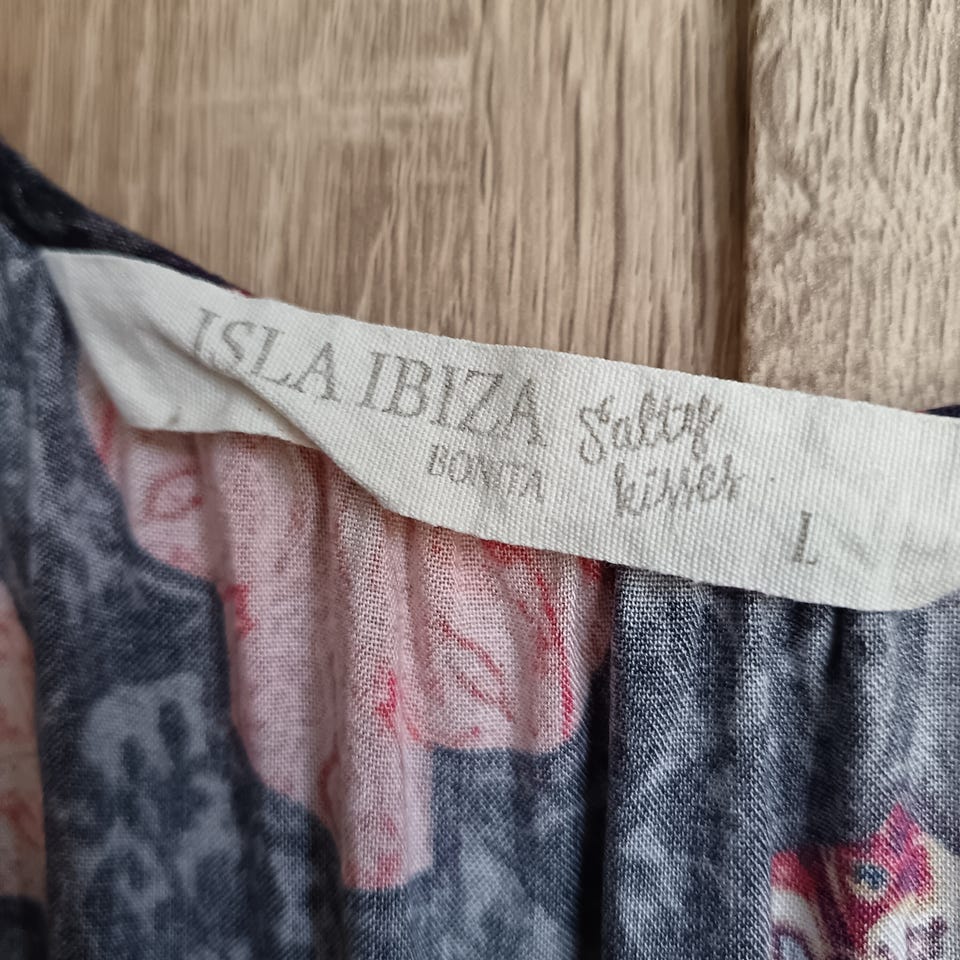 ISLA IBIZA
BONITA
Salty
kisses
L